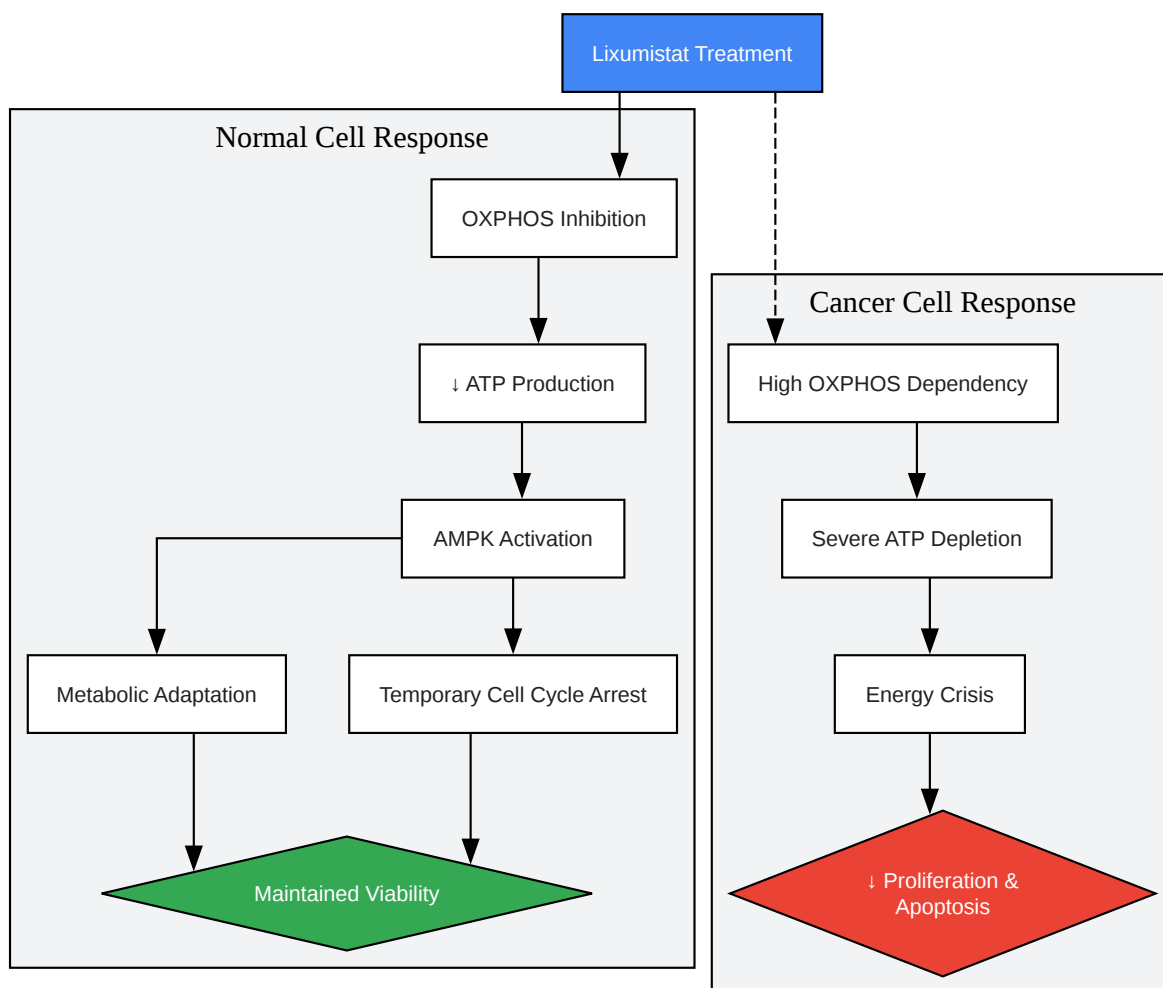 Lixumistat Treatment
Normal Cell Response
OXPHOS Inhibition
↓ ATP Production
AMPK Activation
Metabolic Adaptation
Temporary Cell Cycle Arrest
Maintained Viability
Cancer Cell Response
High OXPHOS Dependency
Severe ATP Depletion
Energy Crisis
↓ Proliferation &
Apoptosis